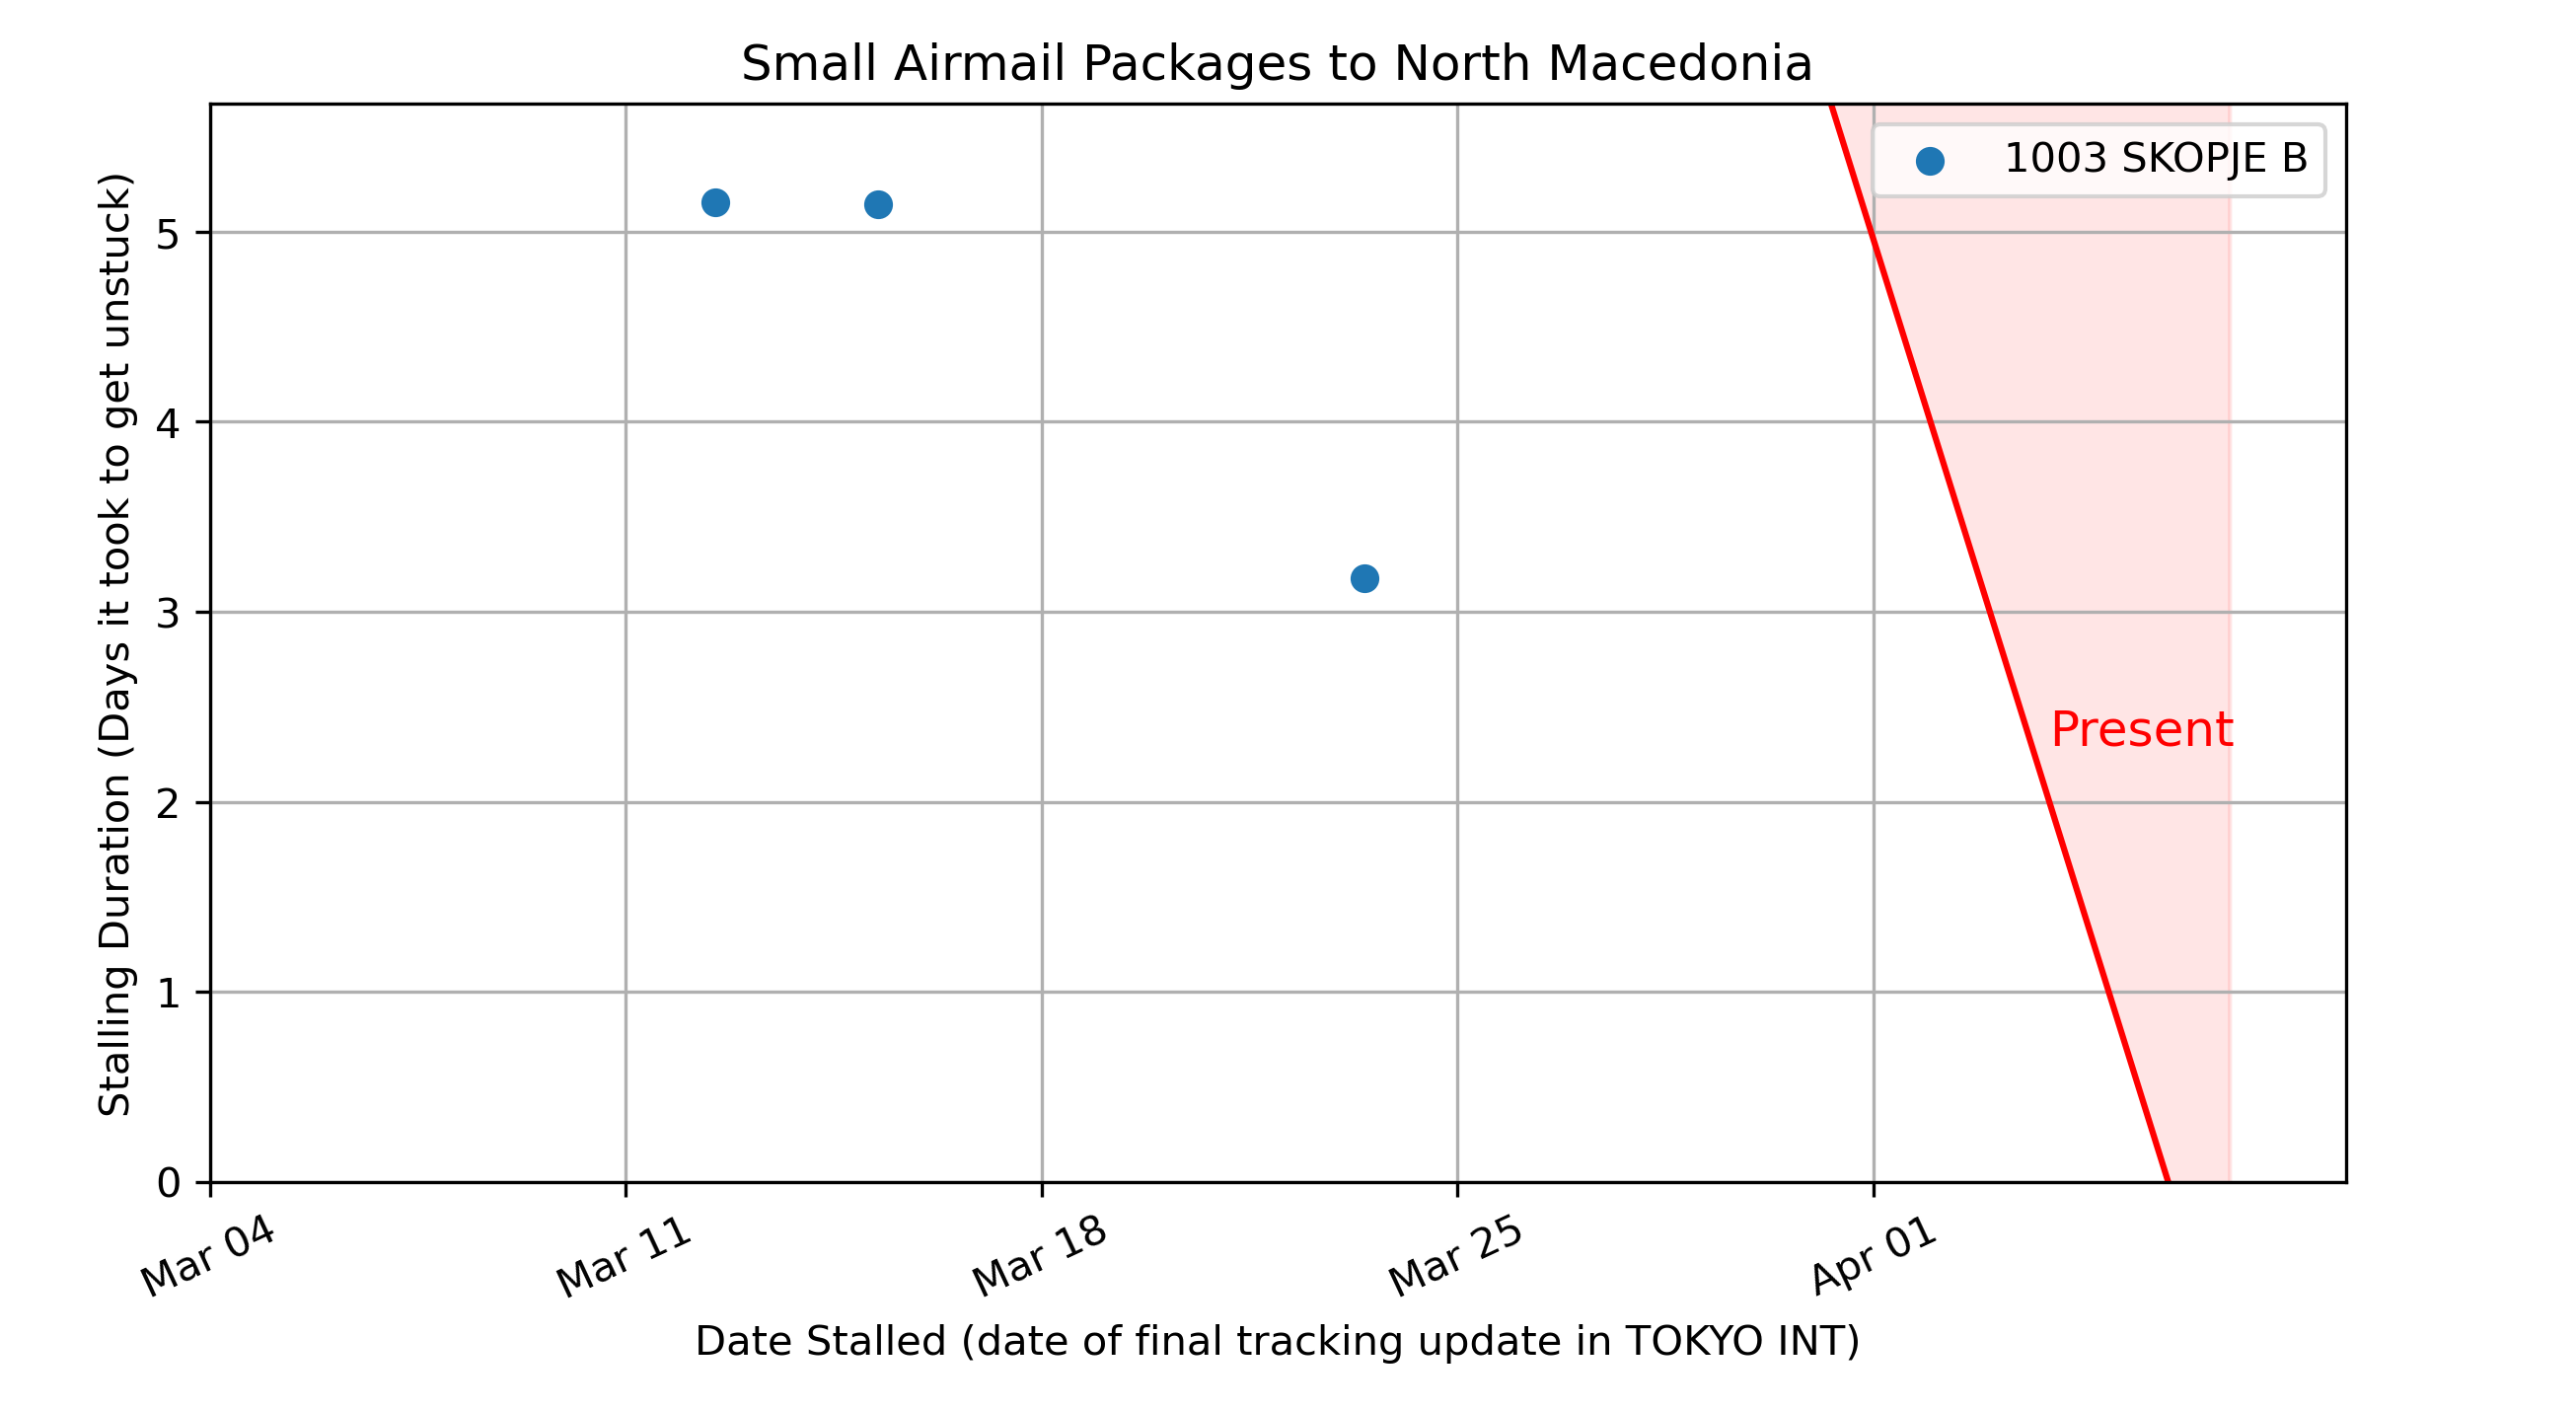 Small Airmail Packages to North Macedonia
1003 SKOPJE B
Stalling Duration (Days it took to get unstuck)
5
4
3
2
1
0
Present
Mar 04
Mar 11
Mar 18
Mar 25
Apr 01
Date Stalled (date of final tracking update in TOKYO INT)